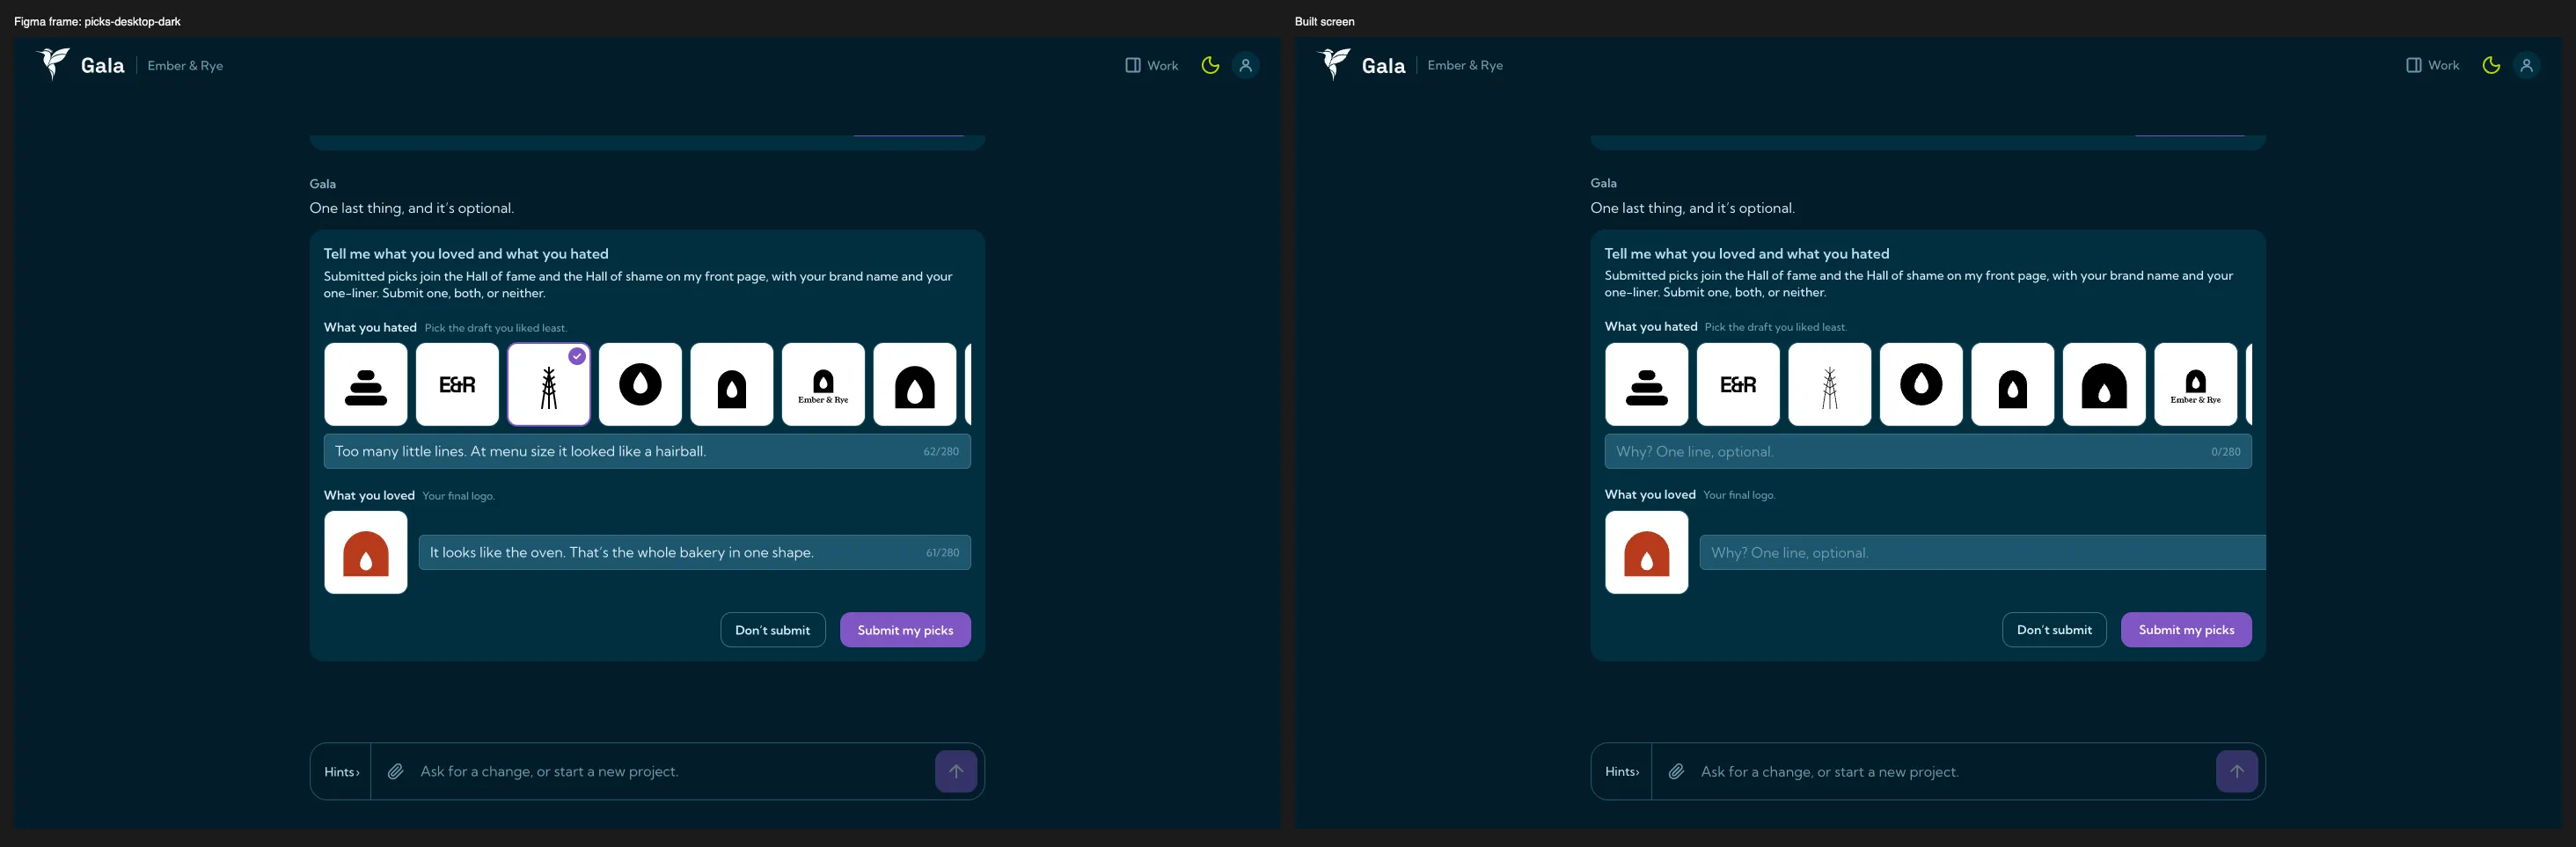 Figma frame: picks-desktop-dark
Gala
Ember & Rye
Work
Gala
One last thing, and it’s optional.
Tell me what you loved and what you hated
Submitted picks join the Hall of fame and the Hall of shame on my front page, with your brand name and your
one-liner. Submit one, both, or neither.
What you hated Pick the draft you liked least.
E&R
Ember & Rye
Too many little lines. At menu size it looked like a hairball. 62/280
What you loved Your final logo.
It looks like the oven. That’s the whole bakery in one shape. 61/280
Don’t submit
Submit my picks
Hints›
Ask for a change, or start a new project.
Built screen
Gala
Ember & Rye
Work
Gala
One last thing, and it’s optional.
Tell me what you loved and what you hated
Submitted picks join the Hall of fame and the Hall of shame on my front page, with your brand name and your
one-liner. Submit one, both, or neither.
What you hated Pick the draft you liked least.
E&R
Ember & Rye
Why? One line, optional. 0/280
What you loved Your final logo.
Why? One line, optional.
Don’t submit
Submit my picks
Hints›
Ask for a change, or start a new project.